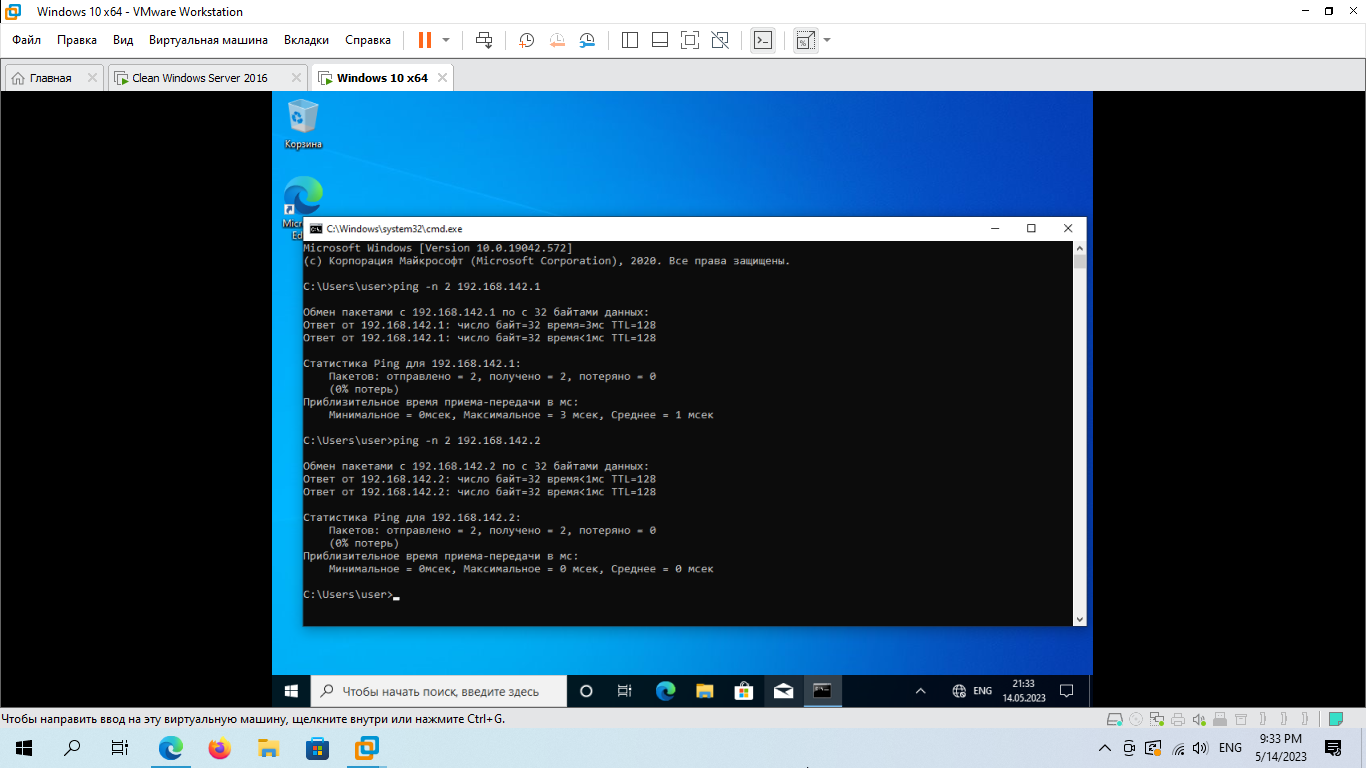 Windows 10 x64 - VMware Workstation
Файл Правка Вид Виртуальная машина Вкладки Справка
Главная Clean Windows Server 2016 Windows 10 x64
Корзина
C:\Windows\system32\cmd.exe
Microsoft Windows [Version 10.0.19042.572]
(c) Корпорация Майкрософт (Microsoft Corporation), 2020. Все права защищены.
C:\Users\user>ping -n 2 192.168.142.1
Обмен пакетами с 192.168.142.1 по с 32 байтами данных:
Ответ от 192.168.142.1: число байт=32 время=3мс TTL=128
Ответ от 192.168.142.1: число байт=32 время<1мс TTL=128
Статистика Ping для 192.168.142.1:
Пакетов: отправлено = 2, получено = 2, потеряно = 0
(0% потерь)
Приблизительное время приема-передачи в мс:
Минимальное = 0мсек, Максимальное = 3 мсек, Среднее = 1 мсек
C:\Users\user>ping -n 2 192.168.142.2
Обмен пакетами с 192.168.142.2 по с 32 байтами данных:
Ответ от 192.168.142.2: число байт=32 время<1мс TTL=128
Ответ от 192.168.142.2: число байт=32 время<1мс TTL=128
Статистика Ping для 192.168.142.2:
Пакетов: отправлено = 2, получено = 2, потеряно = 0
(0% потерь)
Приблизительное время приема-передачи в мс:
Минимальное = 0мсек, Максимальное = 0 мсек, Среднее = 0 мсек
C:\Users\user>
Чтобы начать поиск, введите здесь
ENG
21:33
14.05.2023
Чтобы направить ввод на эту виртуальную машину, щелкните внутри или нажмите Ctrl+G.
ENG
9:33 PM
5/14/2023